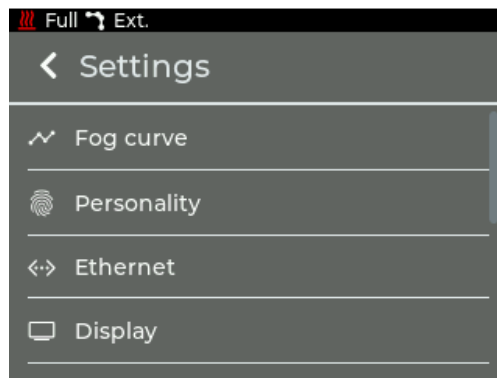 Full Ext.
Settings
Fog curve
Personality
Ethernet
Display